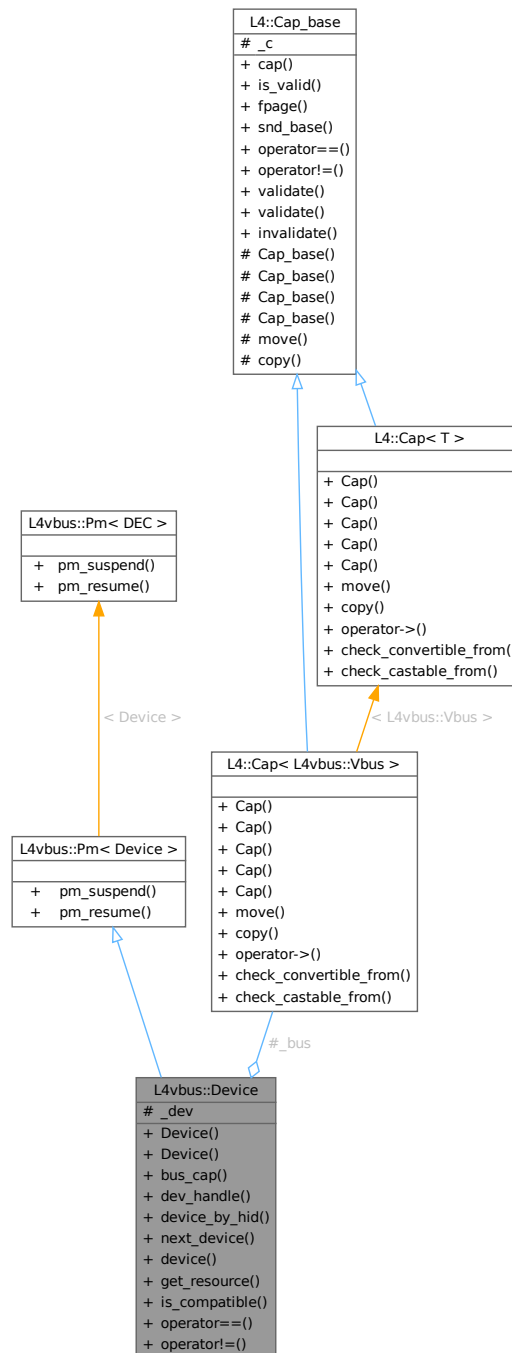 L4::Cap_base
# _c
+ cap()
+ is_valid()
+ fpage()
+ snd_base()
+ operator==()
+ operator!=()
+ validate()
+ validate()
+ invalidate()
# Cap_base()
# Cap_base()
# Cap_base()
# Cap_base()
# move()
# copy()
L4::Cap< T >
+ Cap()
+ Cap()
+ Cap()
+ Cap()
+ Cap()
+ move()
+ copy()
+ operator->()
+ check_convertible_from()
+ check_castable_from()
L4vbus::Pm< DEC >
+ pm_suspend()
+ pm_resume()
< Device >
< L4vbus::Vbus >
L4::Cap< L4vbus::Vbus >
+ Cap()
+ Cap()
+ Cap()
+ Cap()
+ Cap()
+ move()
+ copy()
+ operator->()
+ check_convertible_from()
+ check_castable_from()
L4vbus::Pm< Device >
+ pm_suspend()
+ pm_resume()
#_bus
L4vbus::Device
# _dev
+ Device()
+ Device()
+ bus_cap()
+ dev_handle()
+ device_by_hid()
+ next_device()
+ device()
+ get_resource()
+ is_compatible()
+ operator==()
+ operator!=()